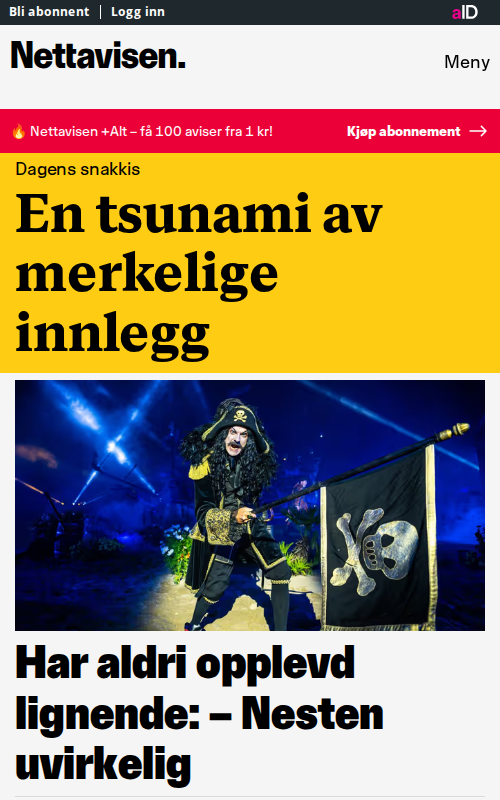 Bli abonnent | Logg inn
aID
Nettavisen.
Meny
🔥 Nettavisen +Alt – få 100 aviser fra 1 kr!
Kjøp abonnement →
Dagens snakkis
En tsunami av
merkelige
innlegg
Har aldri opplevd
lignende: – Nesten
uvirkelig